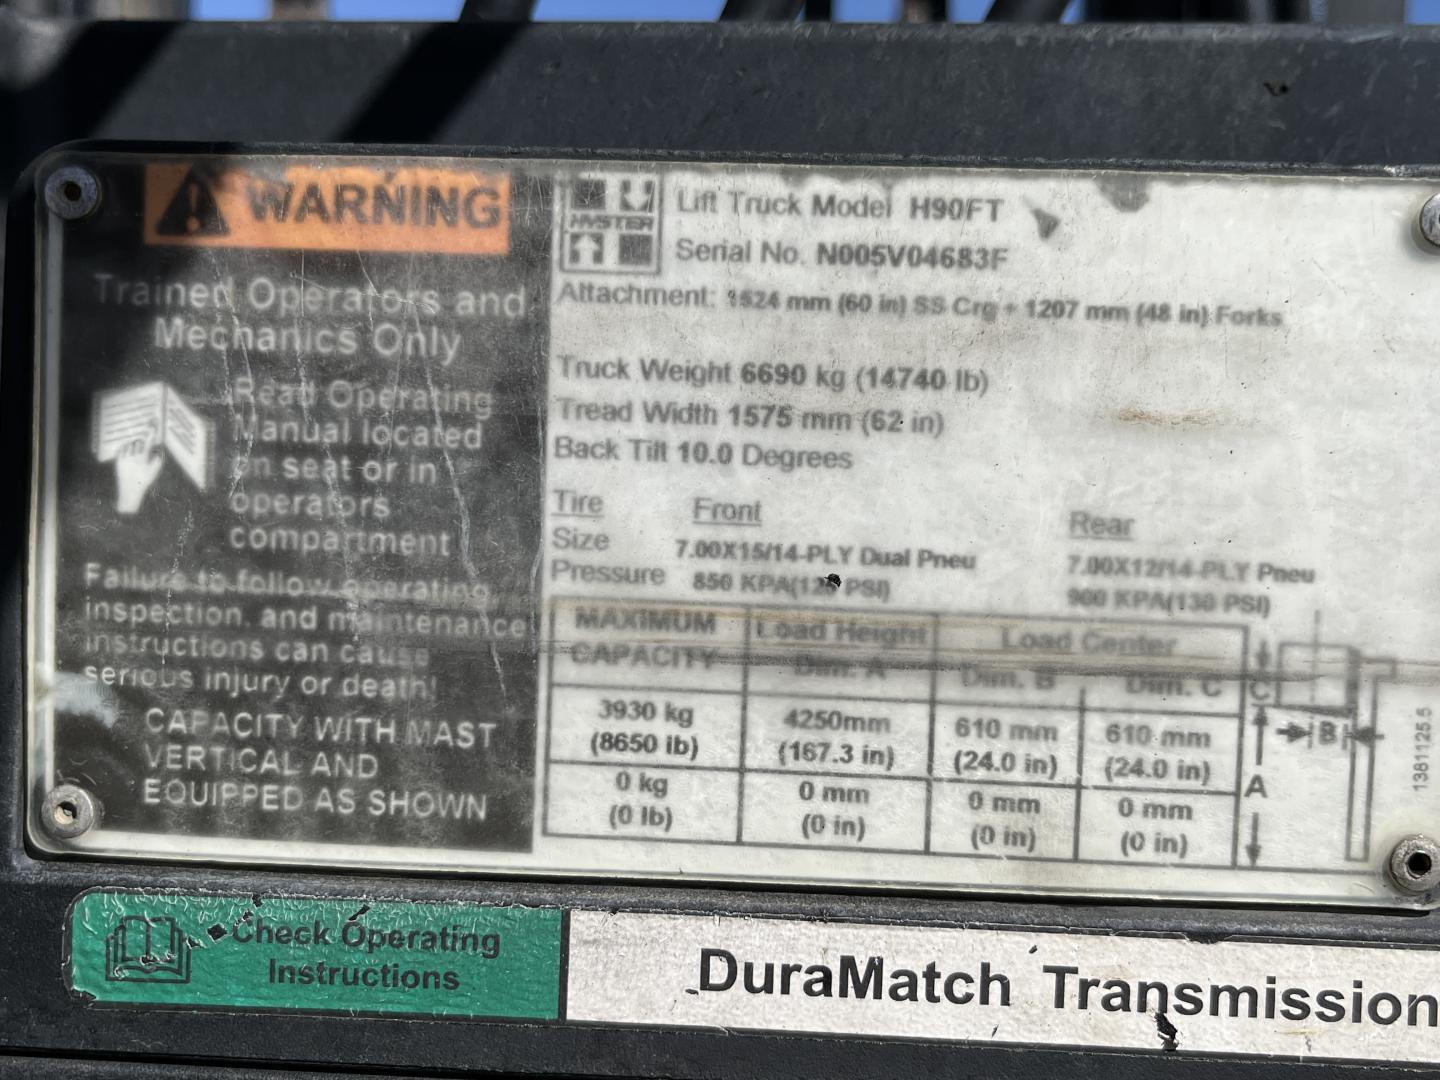 WARNING
Trained Operators and
Mechanics Only
Read Operating
Manual located
on seat or in
operators
compartment
Failure to follow operating,
inspection, and maintenance
instructions can cause
serious injury or death!
CAPACITY WITH MAST
VERTICAL AND
EQUIPPED AS SHOWN
HYSTER
Lift Truck Model H90FT
Serial No. N005V04683F
Attachment: 1524 mm (60 in) SS Crg + 1207 mm (48 in) Forks
Truck Weight 6690 kg (14740 lb)
Tread Width 1575 mm (62 in)
Back Tilt 10.0 Degrees
Tire Front Rear
Size 7.00X15/14-PLY Dual Pneu 7.00X12/14-PLY Pneu
Pressure 850 KPA PSI) 900 KPA(130 PSI)
MAXIMUM Load Height Load Center
CAPACITY Dim. A Dim. B Dim. C
3930 kg 4250mm 610 mm 610 mm
(8650 lb) (167.3 in) (24.0 in) (24.0 in)
0 kg 0 mm 0 mm 0 mm
(0 lb) (0 in) (0 in) (0 in)
C
B
A
1381125.5
Check Operating
Instructions
DuraMatch Transmission